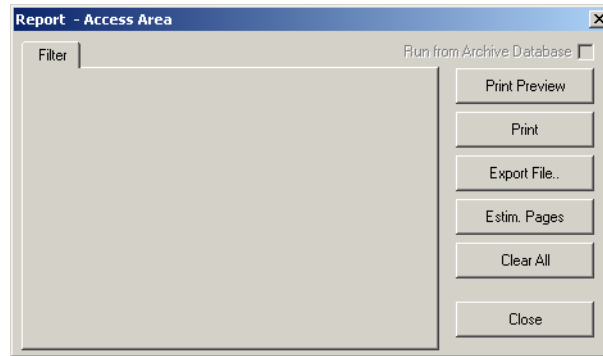 Report - Access Area
Run from Archive Database
Filter
Print Preview
Print
Export File..
Estim. Pages
Clear All
Close